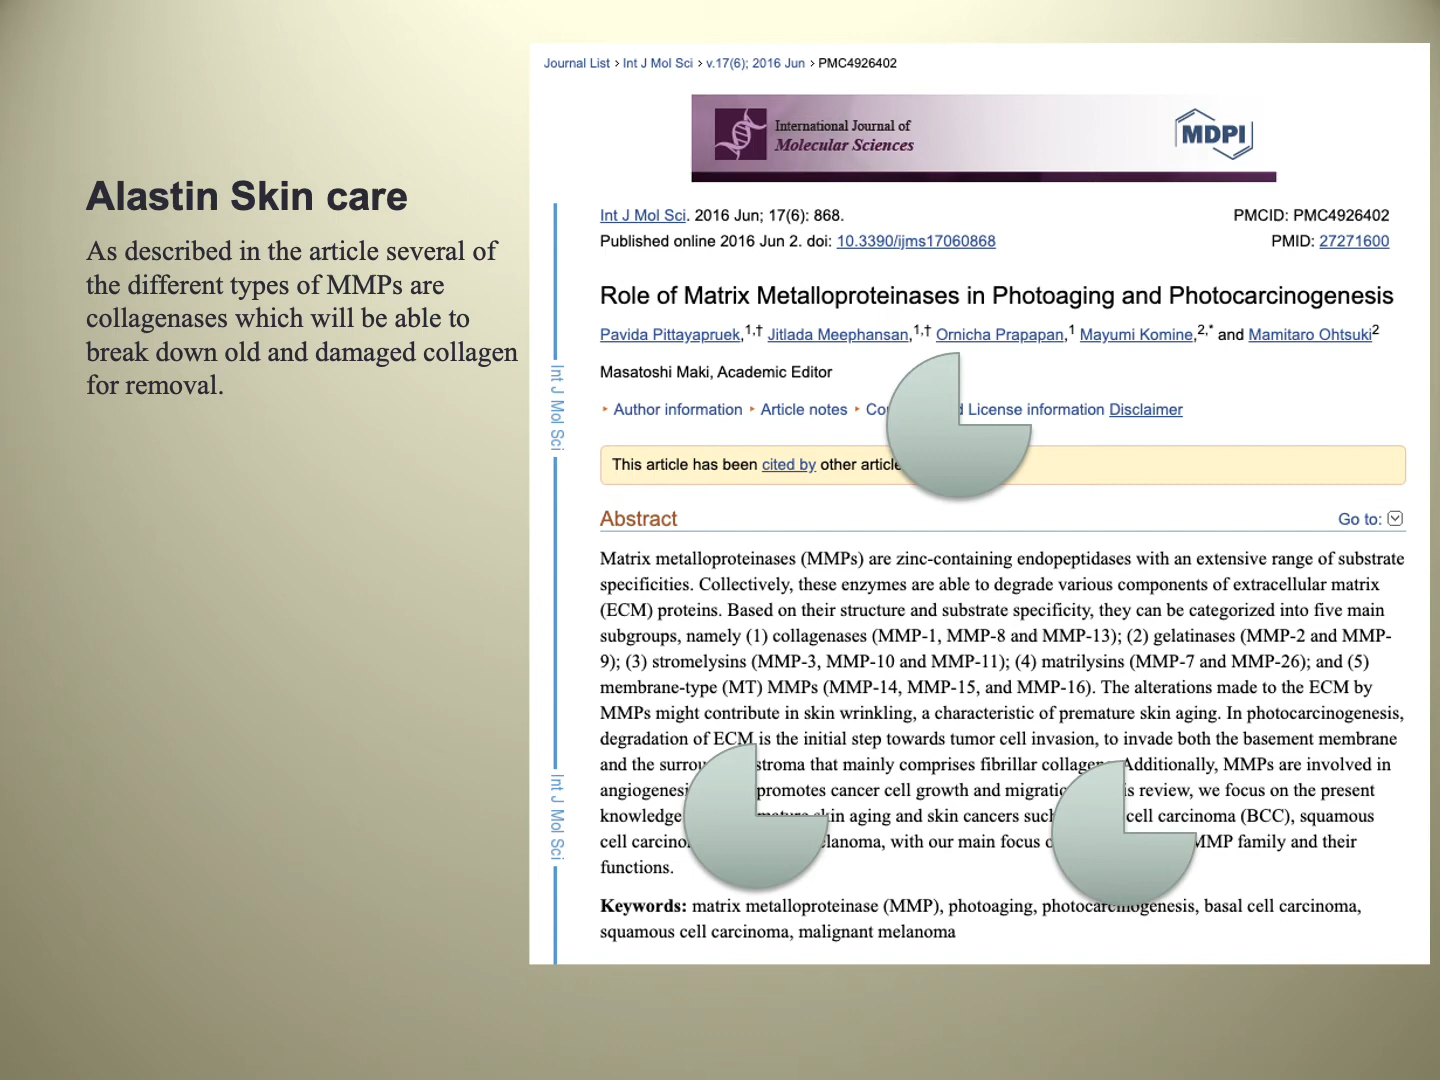 Alastin Skin care
As described in the article several of
the different types of MMPs are
collagenases which will be able to
break down old and damaged collagen
for removal.
Journal List › Int J Mol Sci › v.17(6); 2016 Jun › PMC4926402
International Journal of
Molecular Sciences
MDPI
Int J Mol Sci. 2016 Jun; 17(6): 868.
PMCID: PMC4926402
Published online 2016 Jun 2. doi: 10.3390/ijms17060868
PMID: 27271600
Role of Matrix Metalloproteinases in Photoaging and Photocarcinogenesis
Pavida Pittayapruek,1,† Jitlada Meephansan,1,† Ornicha Prapapan,1 Mayumi Komine,2,* and Mamitaro Ohtsuki2
Masatoshi Maki, Academic Editor
▸ Author information ▸ Article notes ▸ License information Disclaimer
This article has been cited by other
Abstract
Go to:
Matrix metalloproteinases (MMPs) are zinc-containing endopeptidases with an extensive range of substrate
specificities. Collectively, these enzymes are able to degrade various components of extracellular matrix
(ECM) proteins. Based on their structure and substrate specificity, they can be categorized into five main
subgroups, namely (1) collagenases (MMP-1, MMP-8 and MMP-13); (2) gelatinases (MMP-2 and MMP-
9); (3) stromelysins (MMP-3, MMP-10 and MMP-11); (4) matrilysins (MMP-7 and MMP-26); and (5)
membrane-type (MT) MMPs (MMP-14, MMP-15, and MMP-16). The alterations made to the ECM by
MMPs might contribute in skin wrinkling, a characteristic of premature skin aging. In photocarcinogenesis,
degradation of ECM is the initial step towards tumor cell invasion, to invade both the basement membrane
and the stroma that mainly comprises fibrillar Additionally, MMPs are involved in
promotes cancer cell growth and review, we focus on the present
knowledge skin aging and skin cancers cell carcinoma (BCC), squamous
cell with our main focus MMP family and their
functions.
Keywords: matrix metalloproteinase (MMP), photoaging, photocarcinogenesis, basal cell carcinoma,
squamous cell carcinoma, malignant melanoma
Int J Mol Sci
Int J Mol Sci